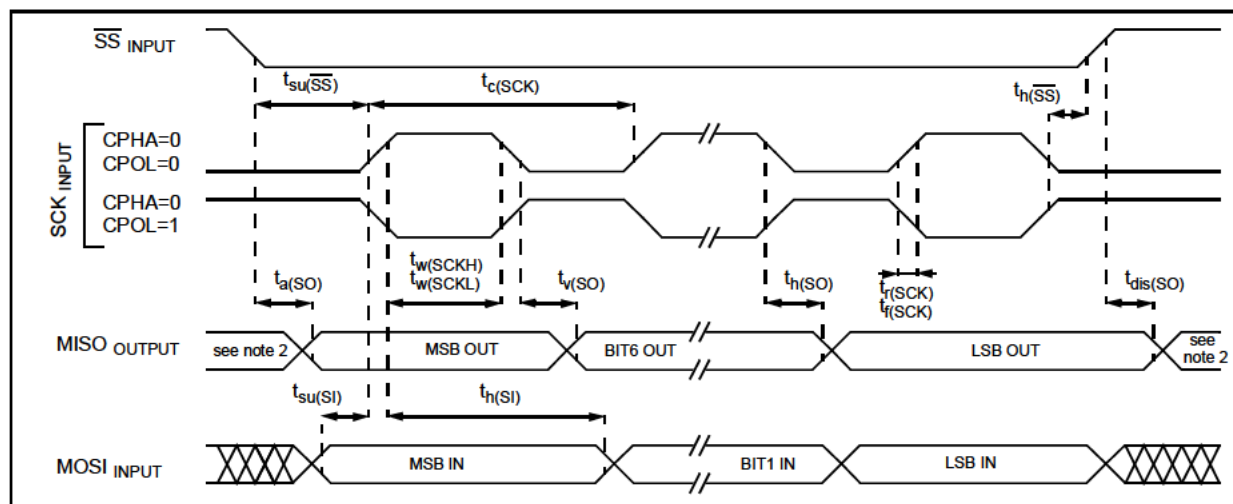 SS INPUT
tsu(SS)
tc(SCK)
th(SS)
SCK INPUT
CPHA=0
CPOL=0
CPHA=0
CPOL=1
ta(SO)
tw(SCKH)
tw(SCKL)
tv(SO)
th(SO)
tr(SCK)
tf(SCK)
tdis(SO)
MISO OUTPUT
see note 2
MSB OUT
BIT6 OUT
LSB OUT
see
note 2
tsu(SI)
th(SI)
MOSI INPUT
MSB IN
BIT1 IN
LSB IN